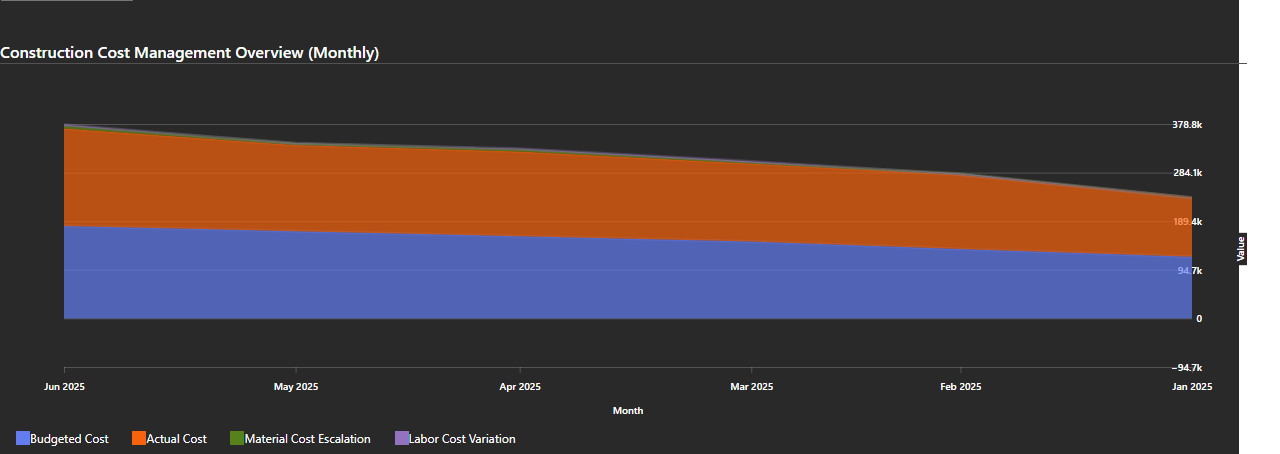 Construction Cost Management Overview (Monthly)
378.8k
284.1k
189.4k
94.7k
0
−94.7k
Value
Jun 2025 May 2025 Apr 2025 Mar 2025 Feb 2025 Jan 2025
Month
Budgeted Cost Actual Cost Material Cost Escalation Labor Cost Variation